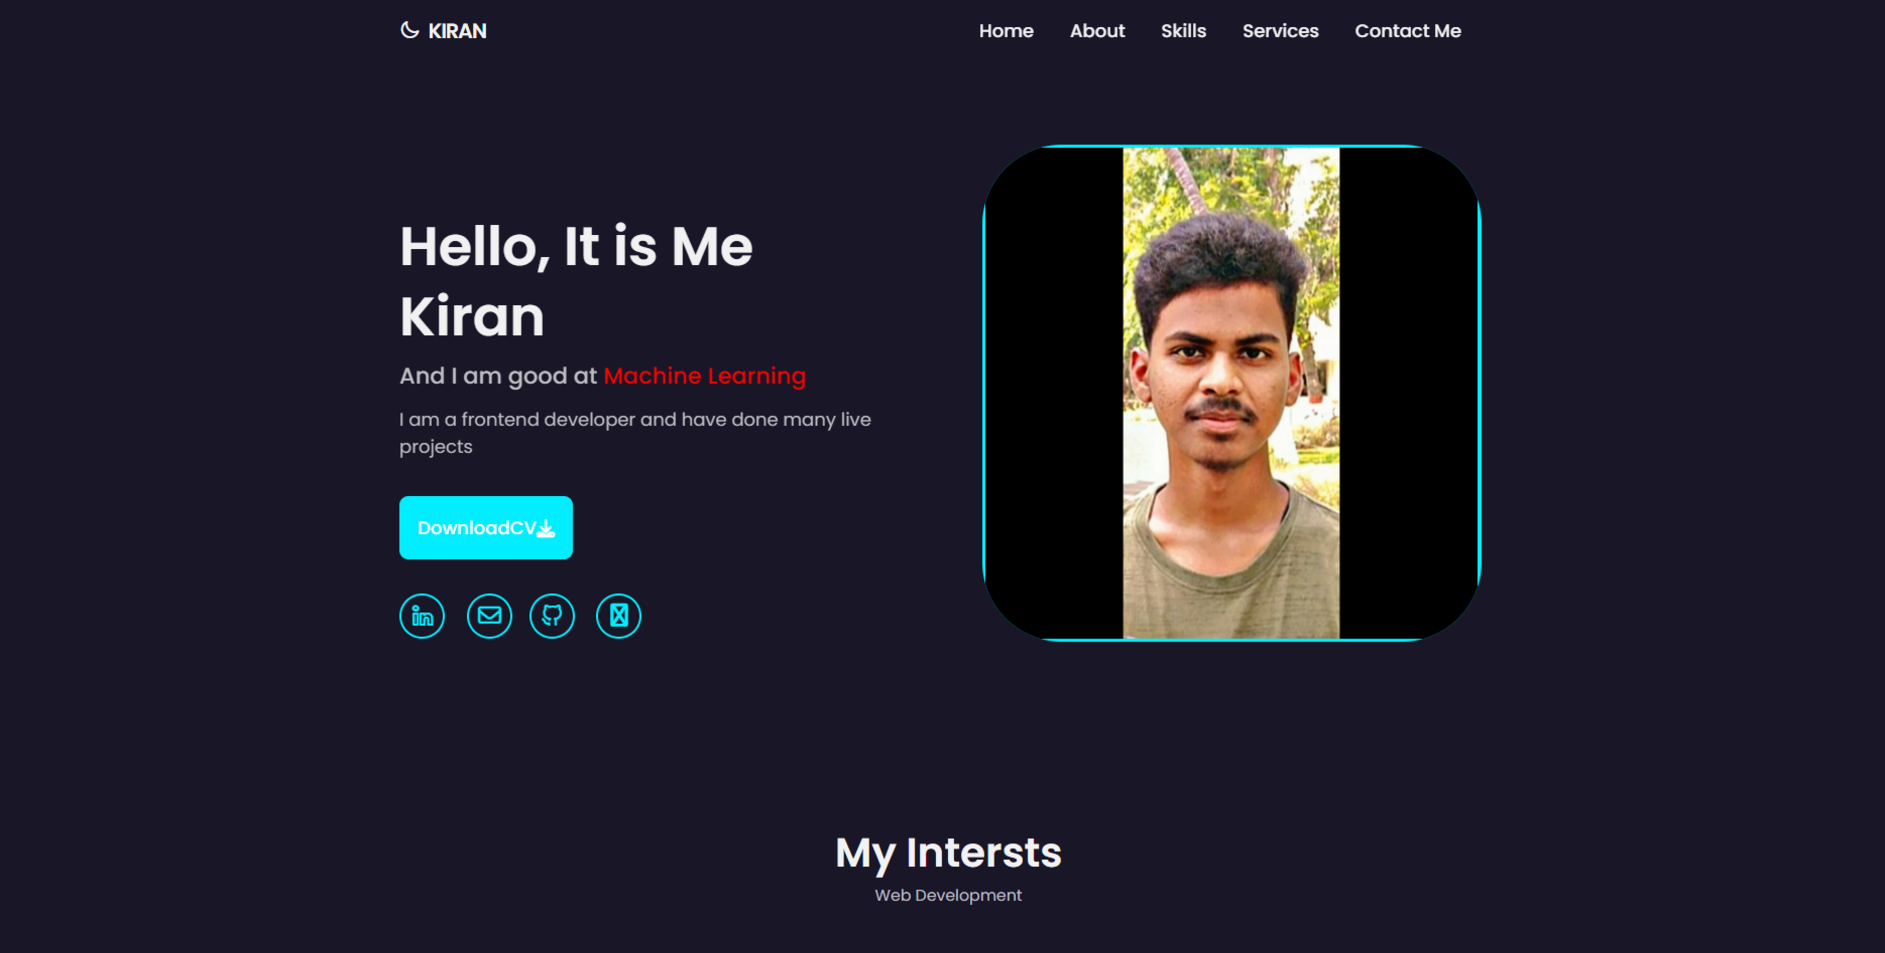 KIRAN
Home About Skills Services Contact Me
Hello, It is Me
Kiran
And I am good at Machine Learning
I am a frontend developer and have done many live
projects
DownloadCV
My Intersts
Web Development